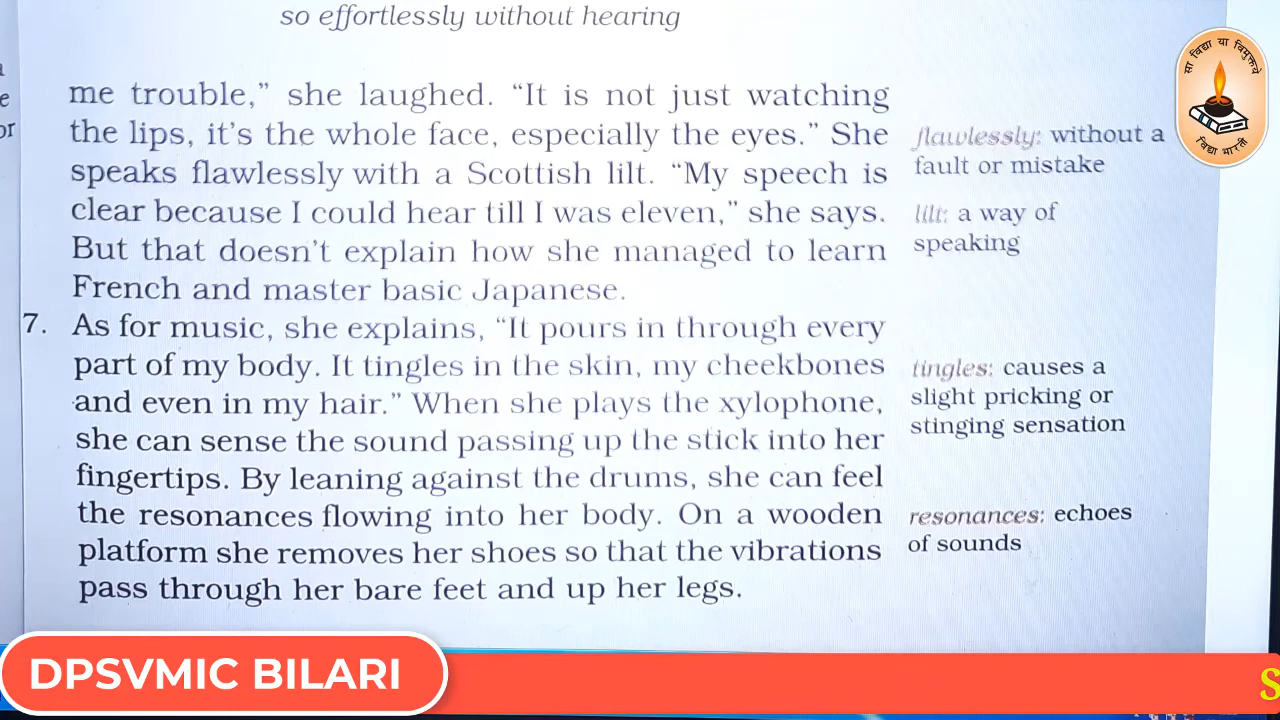 so effortlessly without hearing
me trouble,” she laughed. “It is not just watching
the lips, it’s the whole face, especially the eyes.” She
speaks flawlessly with a Scottish lilt. “My speech is
clear because I could hear till I was eleven,” she says.
But that doesn’t explain how she managed to learn
French and master basic Japanese.
7. As for music, she explains, “It pours in through every
part of my body. It tingles in the skin, my cheekbones
and even in my hair.” When she plays the xylophone,
she can sense the sound passing up the stick into her
fingertips. By leaning against the drums, she can feel
the resonances flowing into her body. On a wooden
platform she removes her shoes so that the vibrations
pass through her bare feet and up her legs.
flawlessly: without a
fault or mistake
lilt: a way of
speaking
tingles: causes a
slight pricking or
stinging sensation
resonances: echoes
of sounds
सा विद्या या विमुक्तये
विद्या भारती
DPSVMIC BILARI
S